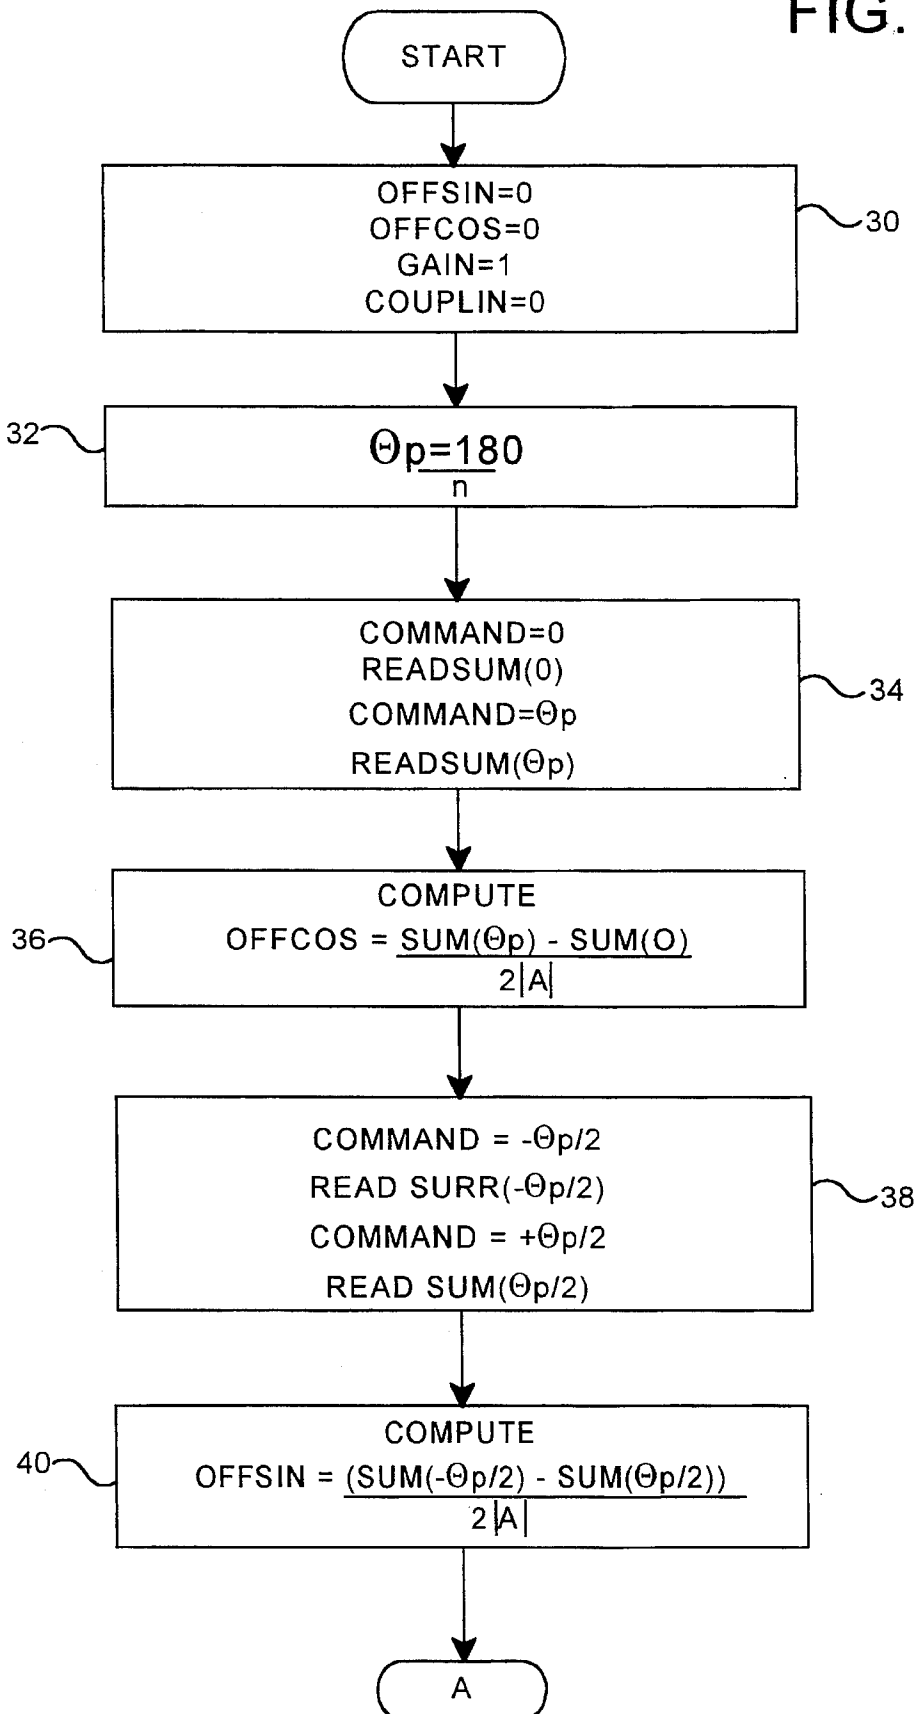 FIG.
START
OFFSIN=0
OFFCOS=0
GAIN=1
COUPLIN=0
30
32
Θp=180
n
COMMAND=0
READSUM(0)
COMMAND=Θp
READSUM(Θp)
34
COMPUTE
36
OFFCOS = SUM(Θp) - SUM(O)
2|A|
COMMAND = -Θp/2
READ SURR(-Θp/2)
COMMAND = +Θp/2
READ SUM(Θp/2)
38
COMPUTE
40
OFFSIN = (SUM(-Θp/2) - SUM(Θp/2))
2|A|
A